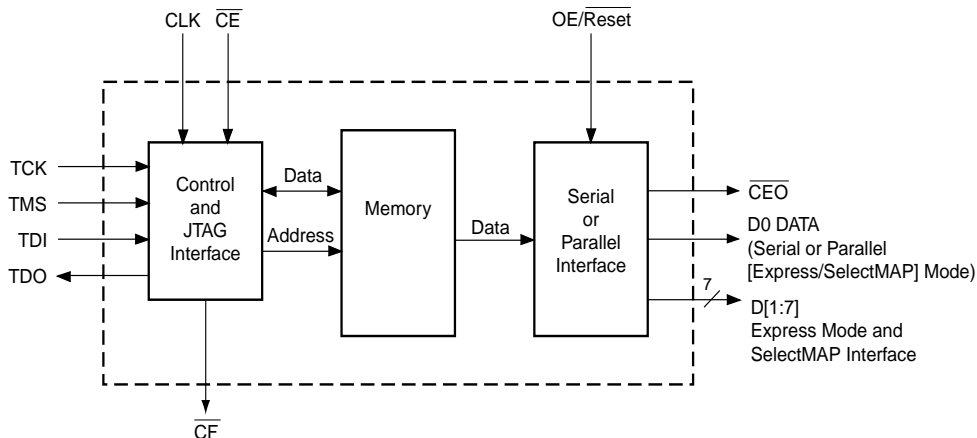 CLK
CE
OE/Reset
TCK
TMS
TDI
TDO
Control
and
JTAG
Interface
Data
Address
Memory
Data
Serial
or
Parallel
Interface
CEO
D0 DATA
(Serial or Parallel
[Express/SelectMAP] Mode)
7
D[1:7]
Express Mode and
SelectMAP Interface
CF